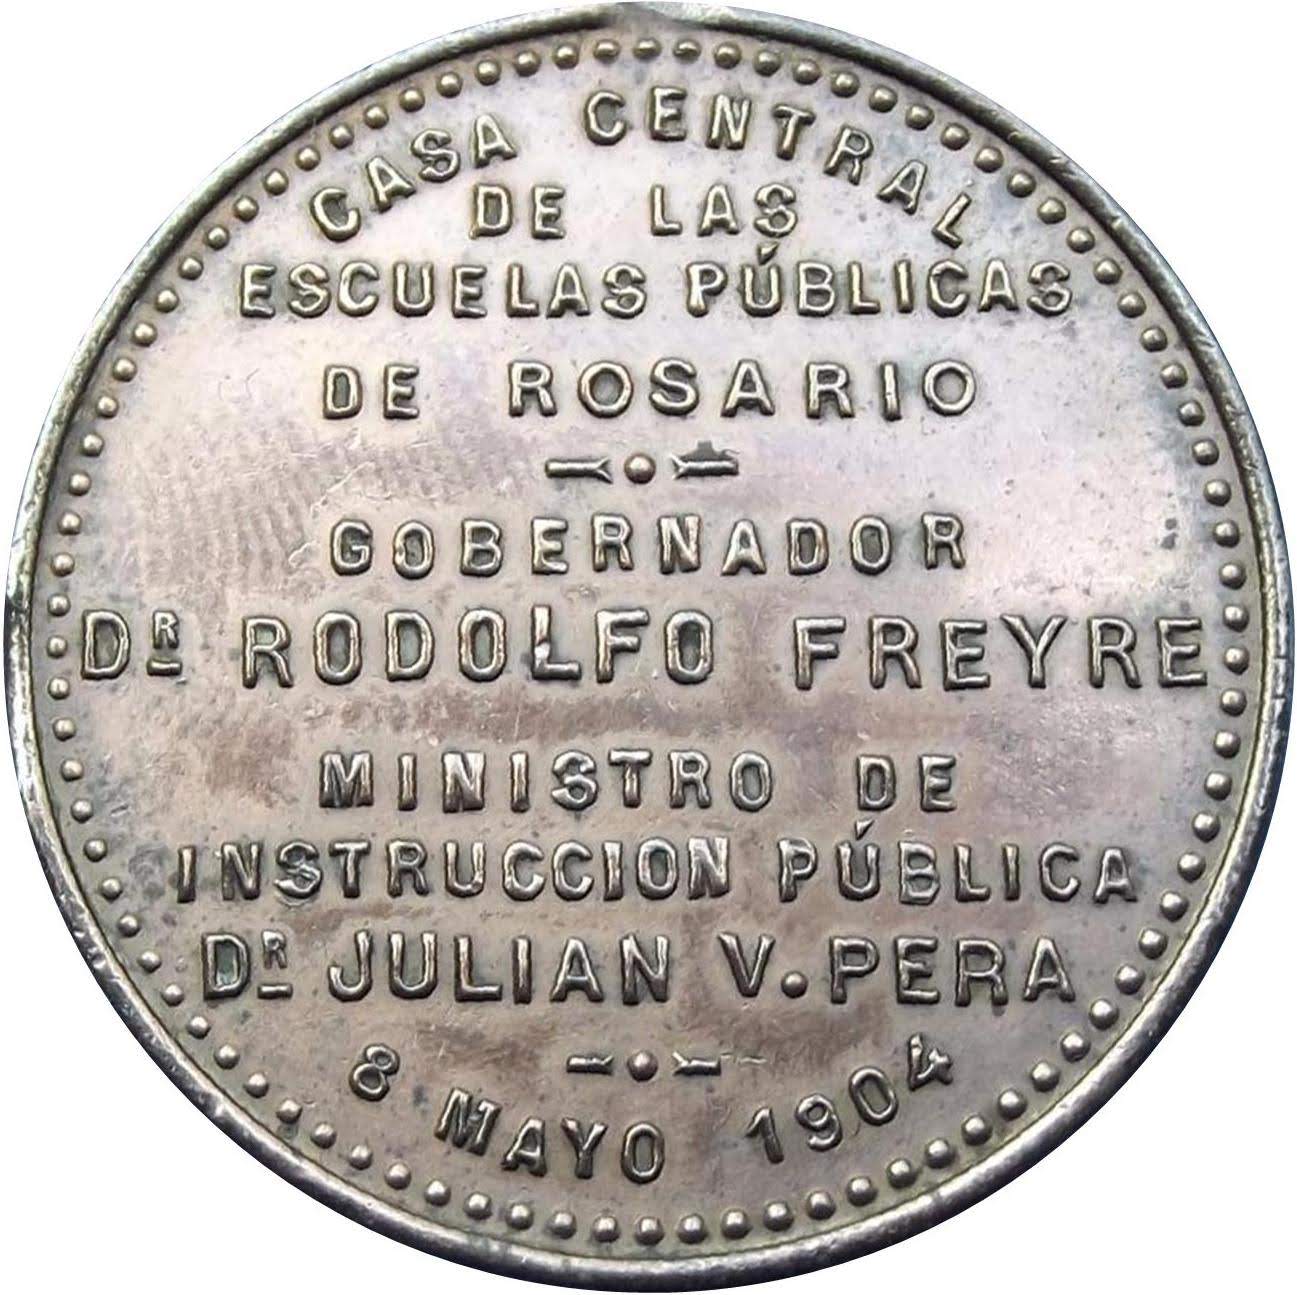 CASA CENTRAL
DE LAS
ESCUELAS PÚBLICAS
DE ROSARIO
GOBERNADOR
DR RODOLFO FREYRE
MINISTRO DE
INSTRUCCION PÚBLICA
DR JULIAN V. PERA
8 MAYO 1904